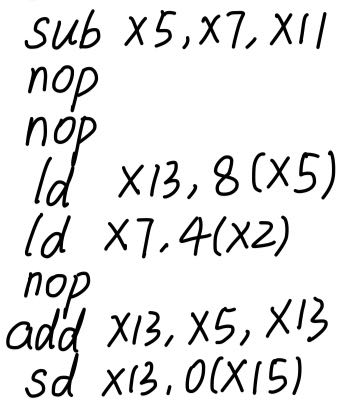 sub x5, x7, x11
nop
nop
ld x13, 8(x5)
ld x7, 4(x2)
nop
add x13, x5, x13
sd x13, 0(x15)